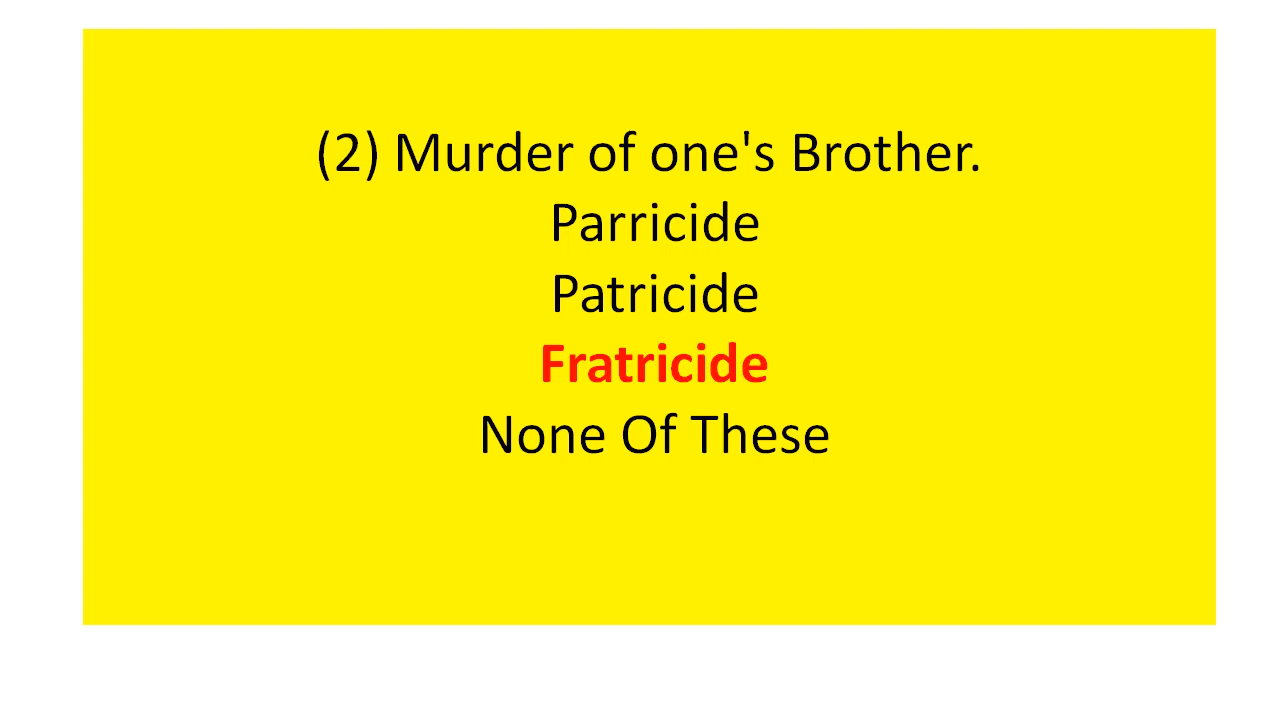 (2) Murder of one's Brother.
Parricide
Patricide
Fratricide
None Of These